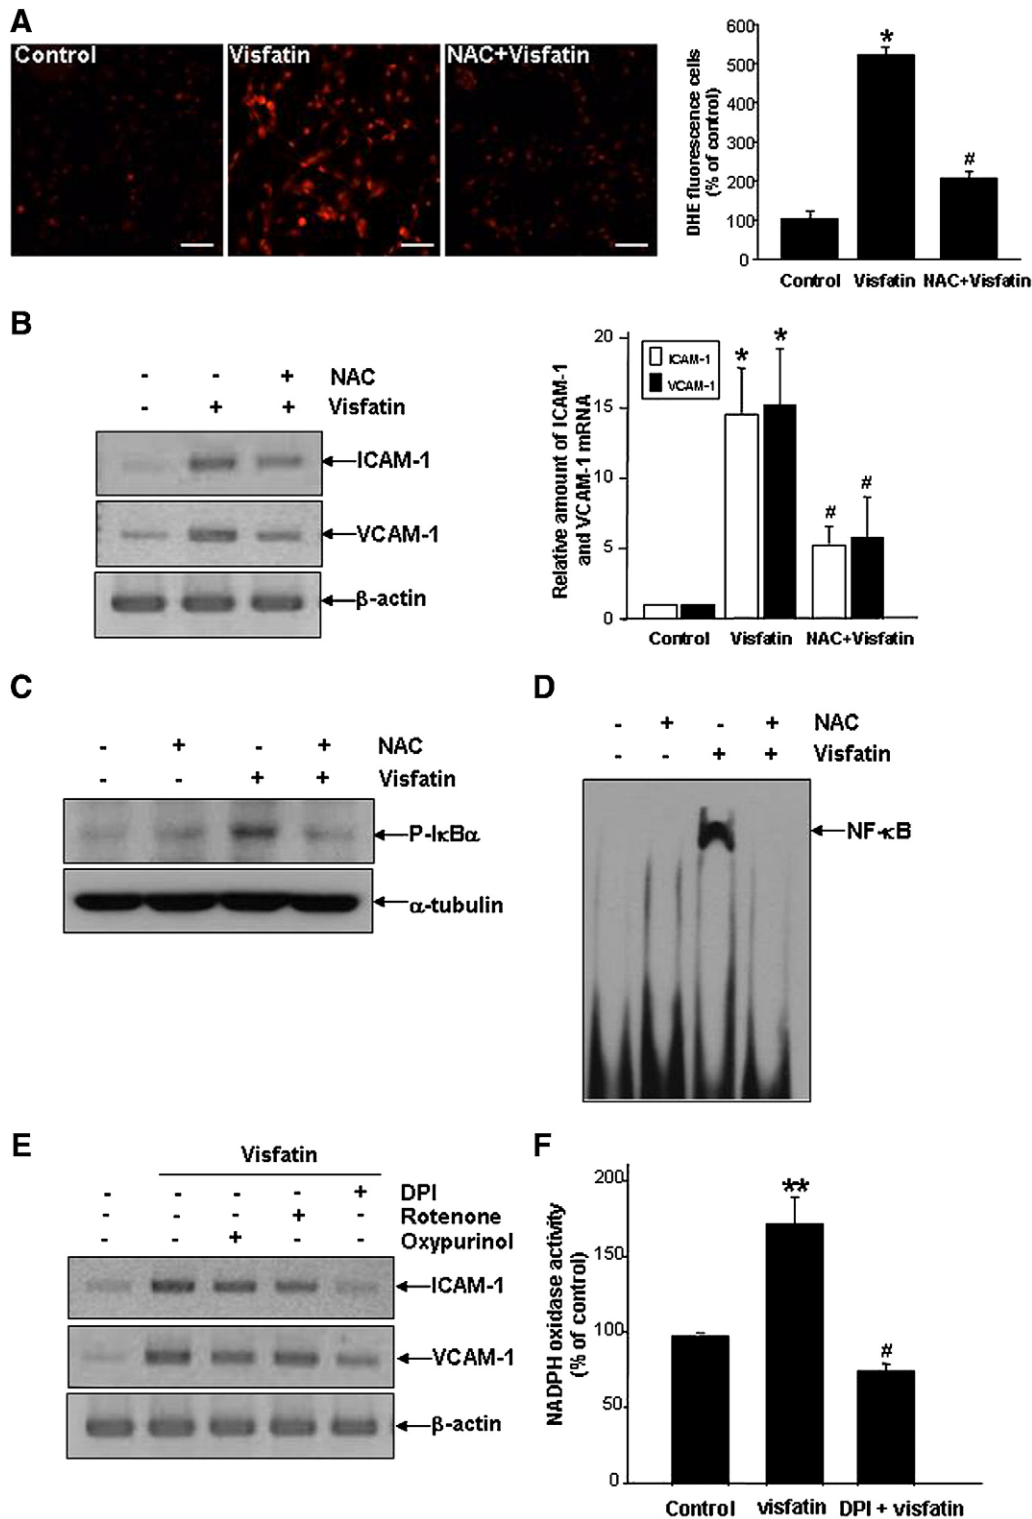 A
Control
Visfatin
NAC+Visfatin
DHE fluorescence cells
(% of control)
600
500
400
300
200
100
0
*
#
Control
Visfatin
NAC+Visfatin
B
- - + NAC
- + + Visfatin
ICAM-1
VCAM-1
β-actin
Relative amount of ICAM-1
and VCAM-1 mRNA
20
15
10
5
0
ICAM-1
VCAM-1
*
*
#
#
Control
Visfatin
NAC+Visfatin
C
- + - + NAC
- - + + Visfatin
P-IκBα
α-tubulin
D
- + - + NAC
- - + + Visfatin
NF-κB
E
Visfatin
- - - - + DPI
- - - + - Rotenone
- - + - - Oxypurinol
ICAM-1
VCAM-1
β-actin
F
NADPH oxidase activity
(% of control)
200
150
100
50
0
**
#
Control
visfatin
DPI + visfatin